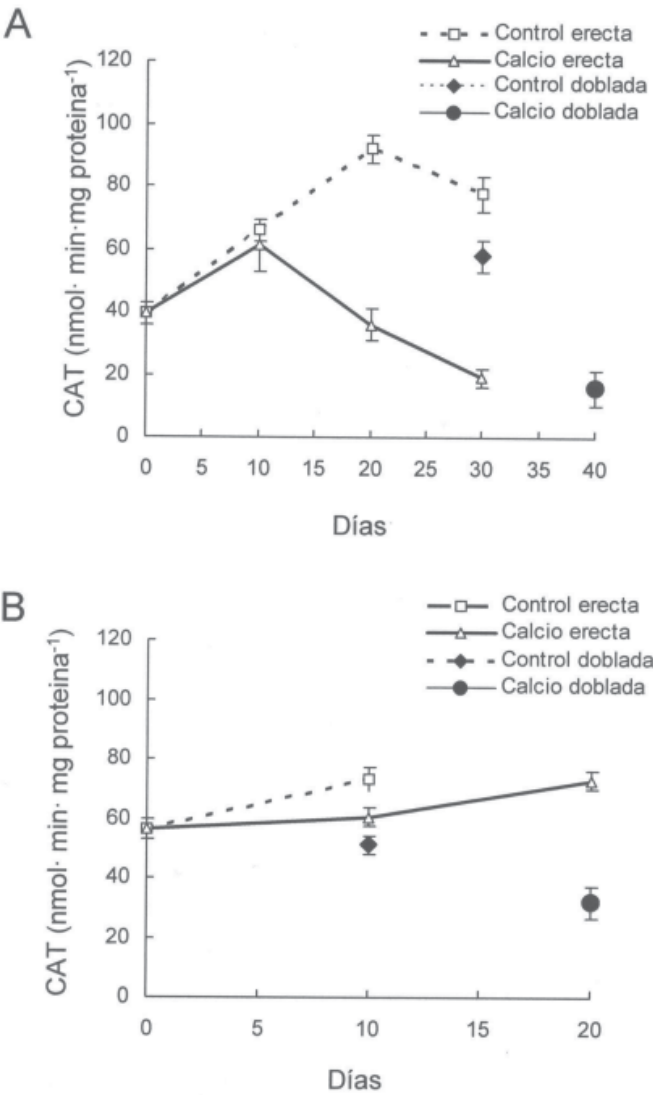 A
Control erecta
Calcio erecta
Control doblada
Calcio doblada
CAT (nmol· min·mg proteina⁻¹)
120
100
80
60
40
20
0
0 5 10 15 20 25 30 35 40
Días
B
Control erecta
Calcio erecta
Control doblada
Calcio doblada
CAT (nmol· min· mg proteina⁻¹)
120
100
80
60
40
20
0
0 5 10 15 20
Días